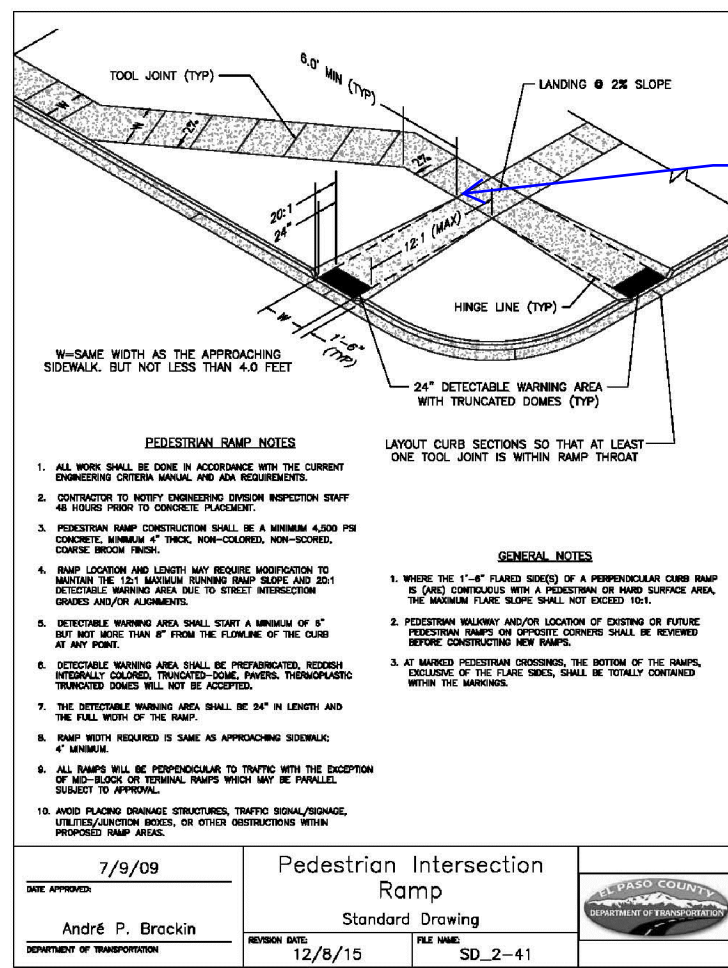 TOOL JOINT (TYP)
6.0' MIN (TYP)
LANDING @ 2% SLOPE
W
W
2%
2%
20:1
24"
12:1 (MAX)
HINGE LINE (TYP)
W
1'-6"
(TYP)
W=SAME WIDTH AS THE APPROACHING
SIDEWALK. BUT NOT LESS THAN 4.0 FEET
24" DETECTABLE WARNING AREA
WITH TRUNCATED DOMES (TYP)
LAYOUT CURB SECTIONS SO THAT AT LEAST
ONE TOOL JOINT IS WITHIN RAMP THROAT
PEDESTRIAN RAMP NOTES
1. ALL WORK SHALL BE DONE IN ACCORDANCE WITH THE CURRENT
ENGINEERING CRITERIA MANUAL AND ADA REQUIREMENTS.
2. CONTRACTOR TO NOTIFY ENGINEERING DIVISION INSPECTION STAFF
48 HOURS PRIOR TO CONCRETE PLACEMENT.
3. PEDESTRIAN RAMP CONSTRUCTION SHALL BE A MINIMUM 4,500 PSI
CONCRETE, MINIMUM 4" THICK, NON-COLORED, NON-SCORED,
COARSE BROOM FINISH.
4. RAMP LOCATION AND LENGTH MAY REQUIRE MODIFICATION TO
MAINTAIN THE 12:1 MAXIMUM RUNNING RAMP SLOPE AND 20:1
DETECTABLE WARNING AREA DUE TO STREET INTERSECTION
GRADES AND/OR ALIGNMENTS.
5. DETECTABLE WARNING AREA SHALL START A MINIMUM OF 6"
BUT NOT MORE THAN 8" FROM THE FLOWLINE OF THE CURB
AT ANY POINT.
6. DETECTABLE WARNING AREA SHALL BE PREFABRICATED, REDDISH
INTEGRALLY COLORED, TRUNCATED-DOME, PAVERS. THERMOPLASTIC
TRUNCATED DOMES WILL NOT BE ACCEPTED.
7. THE DETECTABLE WARNING AREA SHALL BE 24" IN LENGTH AND
THE FULL WIDTH OF THE RAMP.
8. RAMP WIDTH REQUIRED IS SAME AS APPROACHING SIDEWALK;
4' MINIMUM.
9. ALL RAMPS WILL BE PERPENDICULAR TO TRAFFIC WITH THE EXCEPTION
OF MID-BLOCK OR TERMINAL RAMPS WHICH MAY BE PARALLEL
SUBJECT TO APPROVAL.
10. AVOID PLACING DRAINAGE STRUCTURES, TRAFFIC SIGNAL/SIGNAGE,
UTILITIES/JUNCTION BOXES, OR OTHER OBSTRUCTIONS WITHIN
PROPOSED RAMP AREAS.
GENERAL NOTES
1. WHERE THE 1'-6" FLARED SIDE(S) OF A PERPENDICULAR CURB RAMP
IS (ARE) CONTIGUOUS WITH A PEDESTRIAN OR HARD SURFACE AREA,
THE MAXIMUM FLARE SLOPE SHALL NOT EXCEED 10:1.
2. PEDESTRIAN WALKWAY AND/OR LOCATION OF EXISTING OR FUTURE
PEDESTRIAN RAMPS ON OPPOSITE CORNERS SHALL BE REVIEWED
BEFORE CONSTRUCTING NEW RAMPS.
3. AT MARKED PEDESTRIAN CROSSINGS, THE BOTTOM OF THE RAMPS,
EXCLUSIVE OF THE FLARE SIDES, SHALL BE TOTALLY CONTAINED
WITHIN THE MARKINGS.
7/9/09
DATE APPROVED:
André P. Brackin
DEPARTMENT OF TRANSPORTATION
Pedestrian Intersection
Ramp
Standard Drawing
REVISION DATE:
12/8/15
FILE NAME:
SD_2-41
EL PASO COUNTY
DEPARTMENT OF TRANSPORTATION